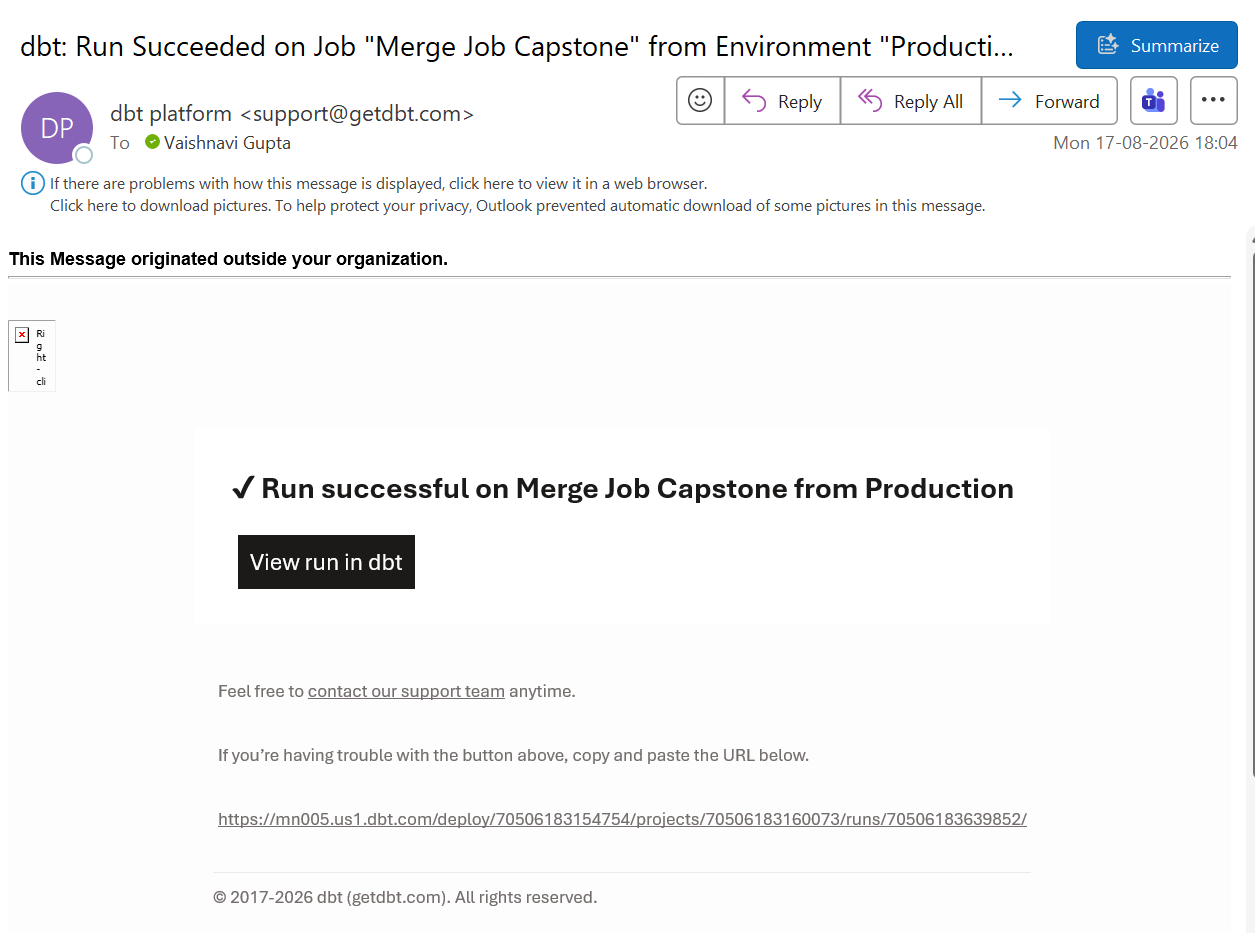 dbt: Run Succeeded on Job "Merge Job Capstone" from Environment "Producti...
Summarize
DP
dbt platform <support@getdbt.com>
To Vaishnavi Gupta
Reply
Reply All
Forward
Mon 17-08-2026 18:04
If there are problems with how this message is displayed, click here to view it in a web browser.
Click here to download pictures. To help protect your privacy, Outlook prevented automatic download of some pictures in this message.
This Message originated outside your organization.
Ri
g
ht
-
cli
✓ Run successful on Merge Job Capstone from Production
View run in dbt
Feel free to contact our support team anytime.
If you’re having trouble with the button above, copy and paste the URL below.
https://mn005.us1.dbt.com/deploy/70506183154754/projects/70506183160073/runs/70506183639852/
© 2017-2026 dbt (getdbt.com). All rights reserved.